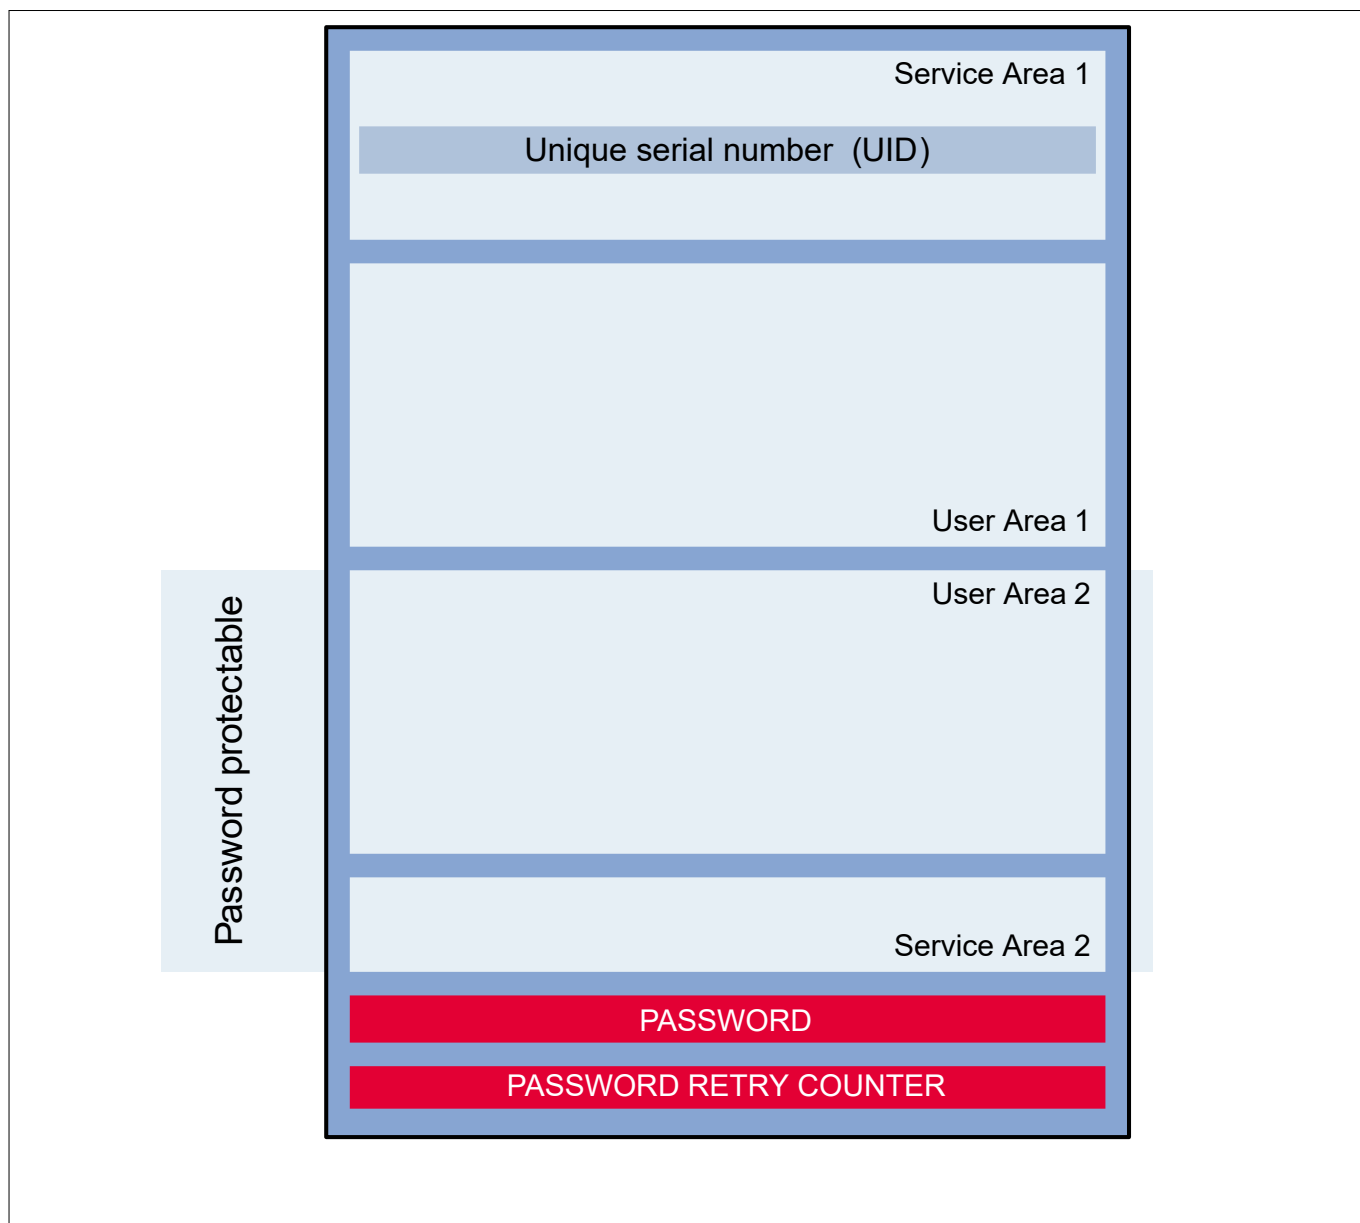 Service Area 1
Unique serial number (UID)
User Area 1
User Area 2
Password protectable
Service Area 2
PASSWORD
PASSWORD RETRY COUNTER